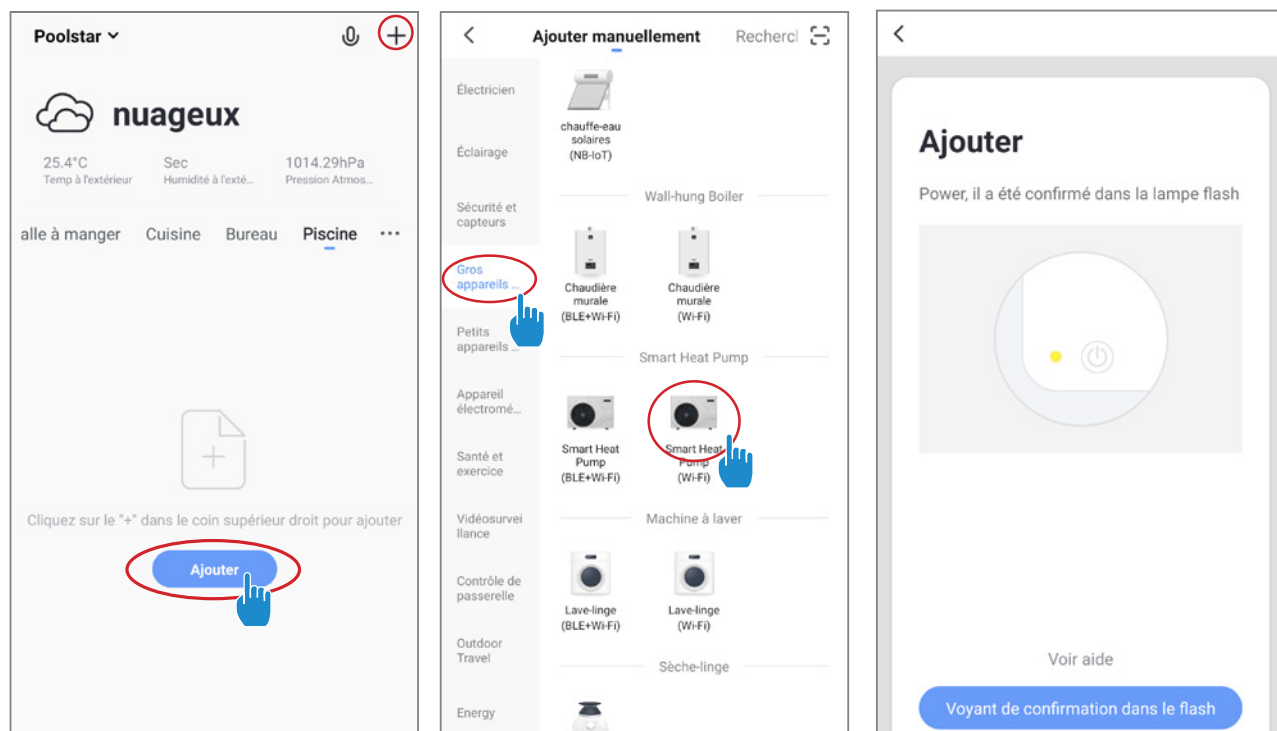 Poolstar
nuageux
25.4°C
Sec
1014.29hPa
Temp à l'extérieur
Humidité à l'exté...
Pression Atmos...
alle à manger
Cuisine
Bureau
Piscine
Cliquez sur le "+" dans le coin supérieur droit pour ajouter
Ajouter
Ajouter manuellement
Rechercl
Électricien
Éclairage
Sécurité et
capteurs
Gros
appareils ...
Petits
appareils ...
Appareil
électromé...
Santé et
exercice
Vidéosurvei
llance
Contrôle de
passerelle
Outdoor
Travel
Energy
chauffe-eau
solaires
(NB-IoT)
Wall-hung Boiler
Chaudière
murale
(BLE+Wi-Fi)
Chaudière
murale
(Wi-Fi)
Smart Heat Pump
Smart Heat
Pump
(BLE+Wi-Fi)
Smart Heat
Pump
(Wi-Fi)
Machine à laver
Lave-linge
(BLE+Wi-Fi)
Lave-linge
(Wi-Fi)
Sèche-linge
Ajouter
Power, il a été confirmé dans la lampe flash
Voir aide
Voyant de confirmation dans le flash